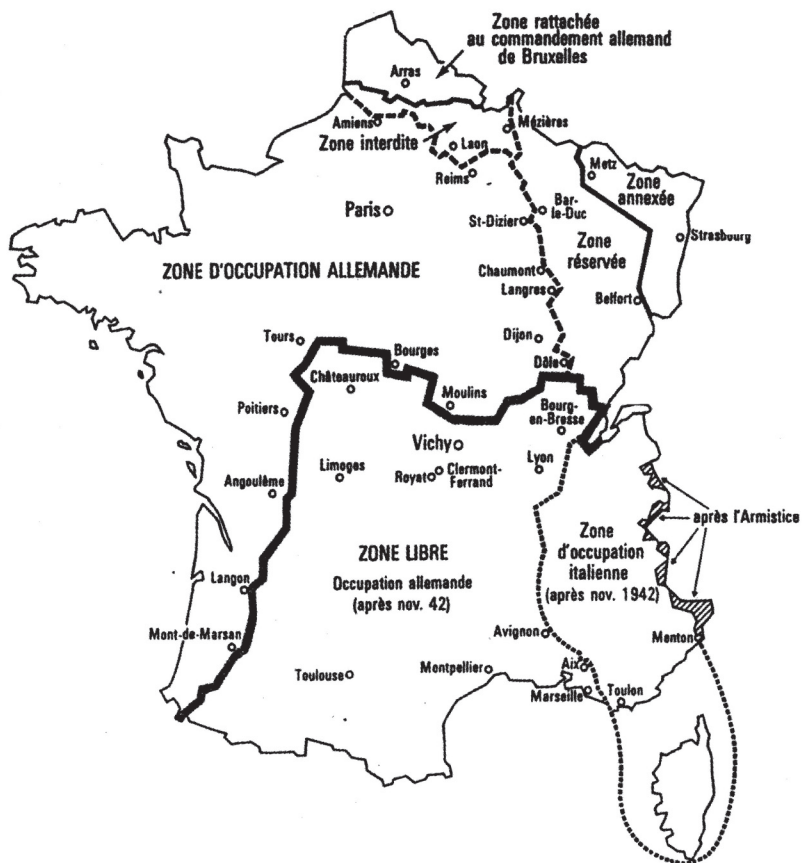 Zone rattachée
au commandement allemand
de Bruxelles
Arras
Amiens
Mézières
Zone interdite
Laon
Reims
Metz
Zone
annexée
Paris
Bar-
le-Duc
St-Dizier
Zone
réservée
Strasbourg
ZONE D'OCCUPATION ALLEMANDE
Chaumont
Langres
Belfort
Tours
Bourges
Dijon
Dôle
Châteauroux
Moulins
Poitiers
Bourg-
en-Bresse
Vichy
Limoges
Royat
Clermont-
Ferrand
Lyon
Angoulême
après l'Armistice
Zone
d'occupation
italienne
(après nov. 1942)
ZONE LIBRE
Occupation allemande
(après nov. 42)
Langon
Mont-de-Marsan
Avignon
Menton
Toulouse
Montpellier
Aix
Marseille
Toulon